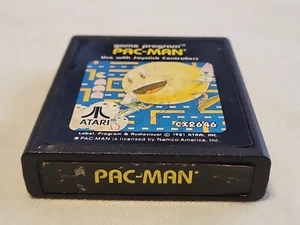 game program™
PAC-MAN*
Use with Joystick Controllers
ATARI®
CX2646
Label, Program & Audiovisual © 1981 ATARI, INC.
*PAC-MAN is licensed by Namco-America, Inc.
PAC-MAN*